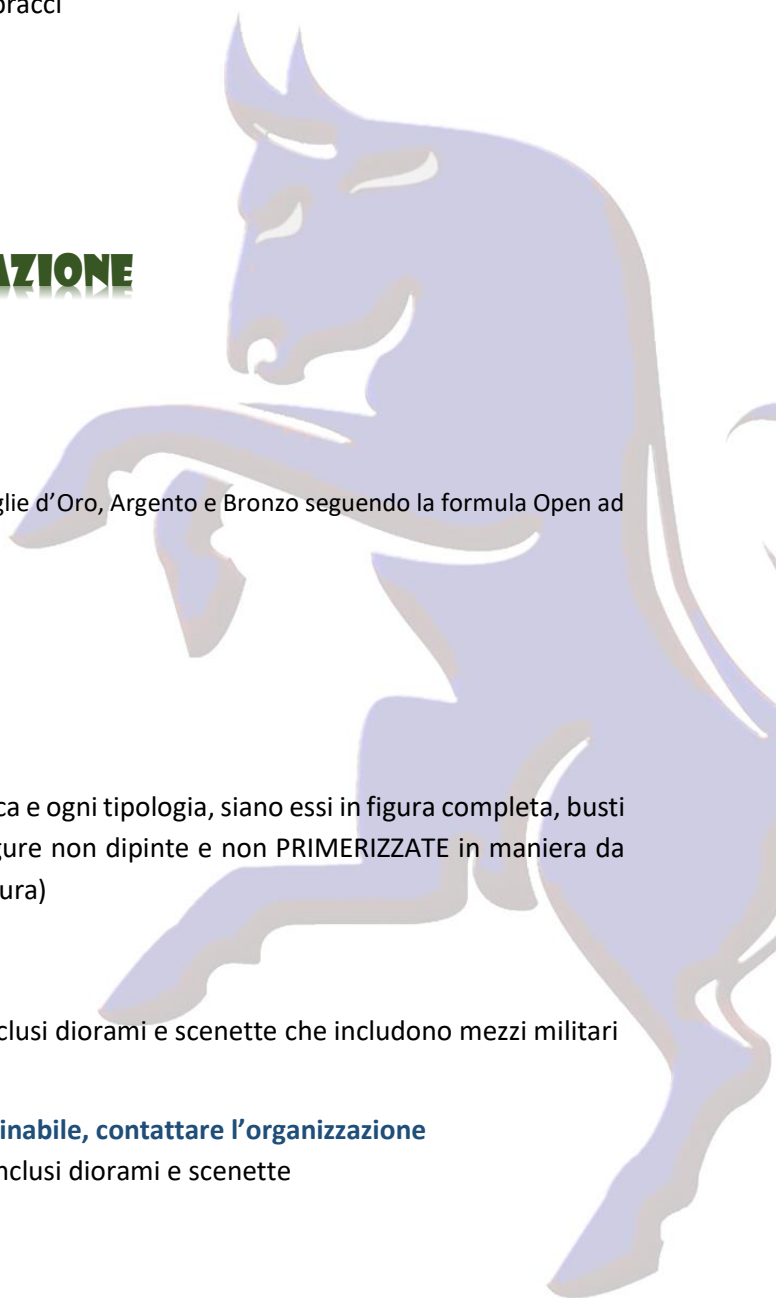 bracci
AZIONE
glie d’Oro, Argento e Bronzo seguendo la formula Open ad
ca e ogni tipologia, siano essi in figura completa, busti
gure non dipinte e non PRIMERIZZATE in maniera da
ura)
clusi diorami e scenette che includono mezzi militari
inabile, contattare l’organizzazione
nclusi diorami e scenette